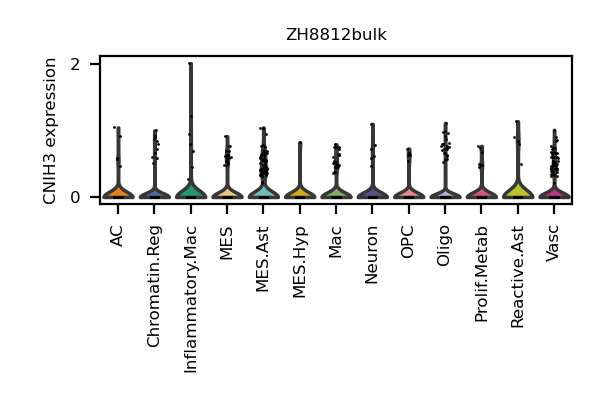 ZH8812bulk
CNIH3 expression
2
0
AC
Chromatin.Reg
Inflammatory.Mac
MES
MES.Ast
MES.Hyp
Mac
Neuron
OPC
Oligo
Prolif.Metab
Reactive.Ast
Vasc